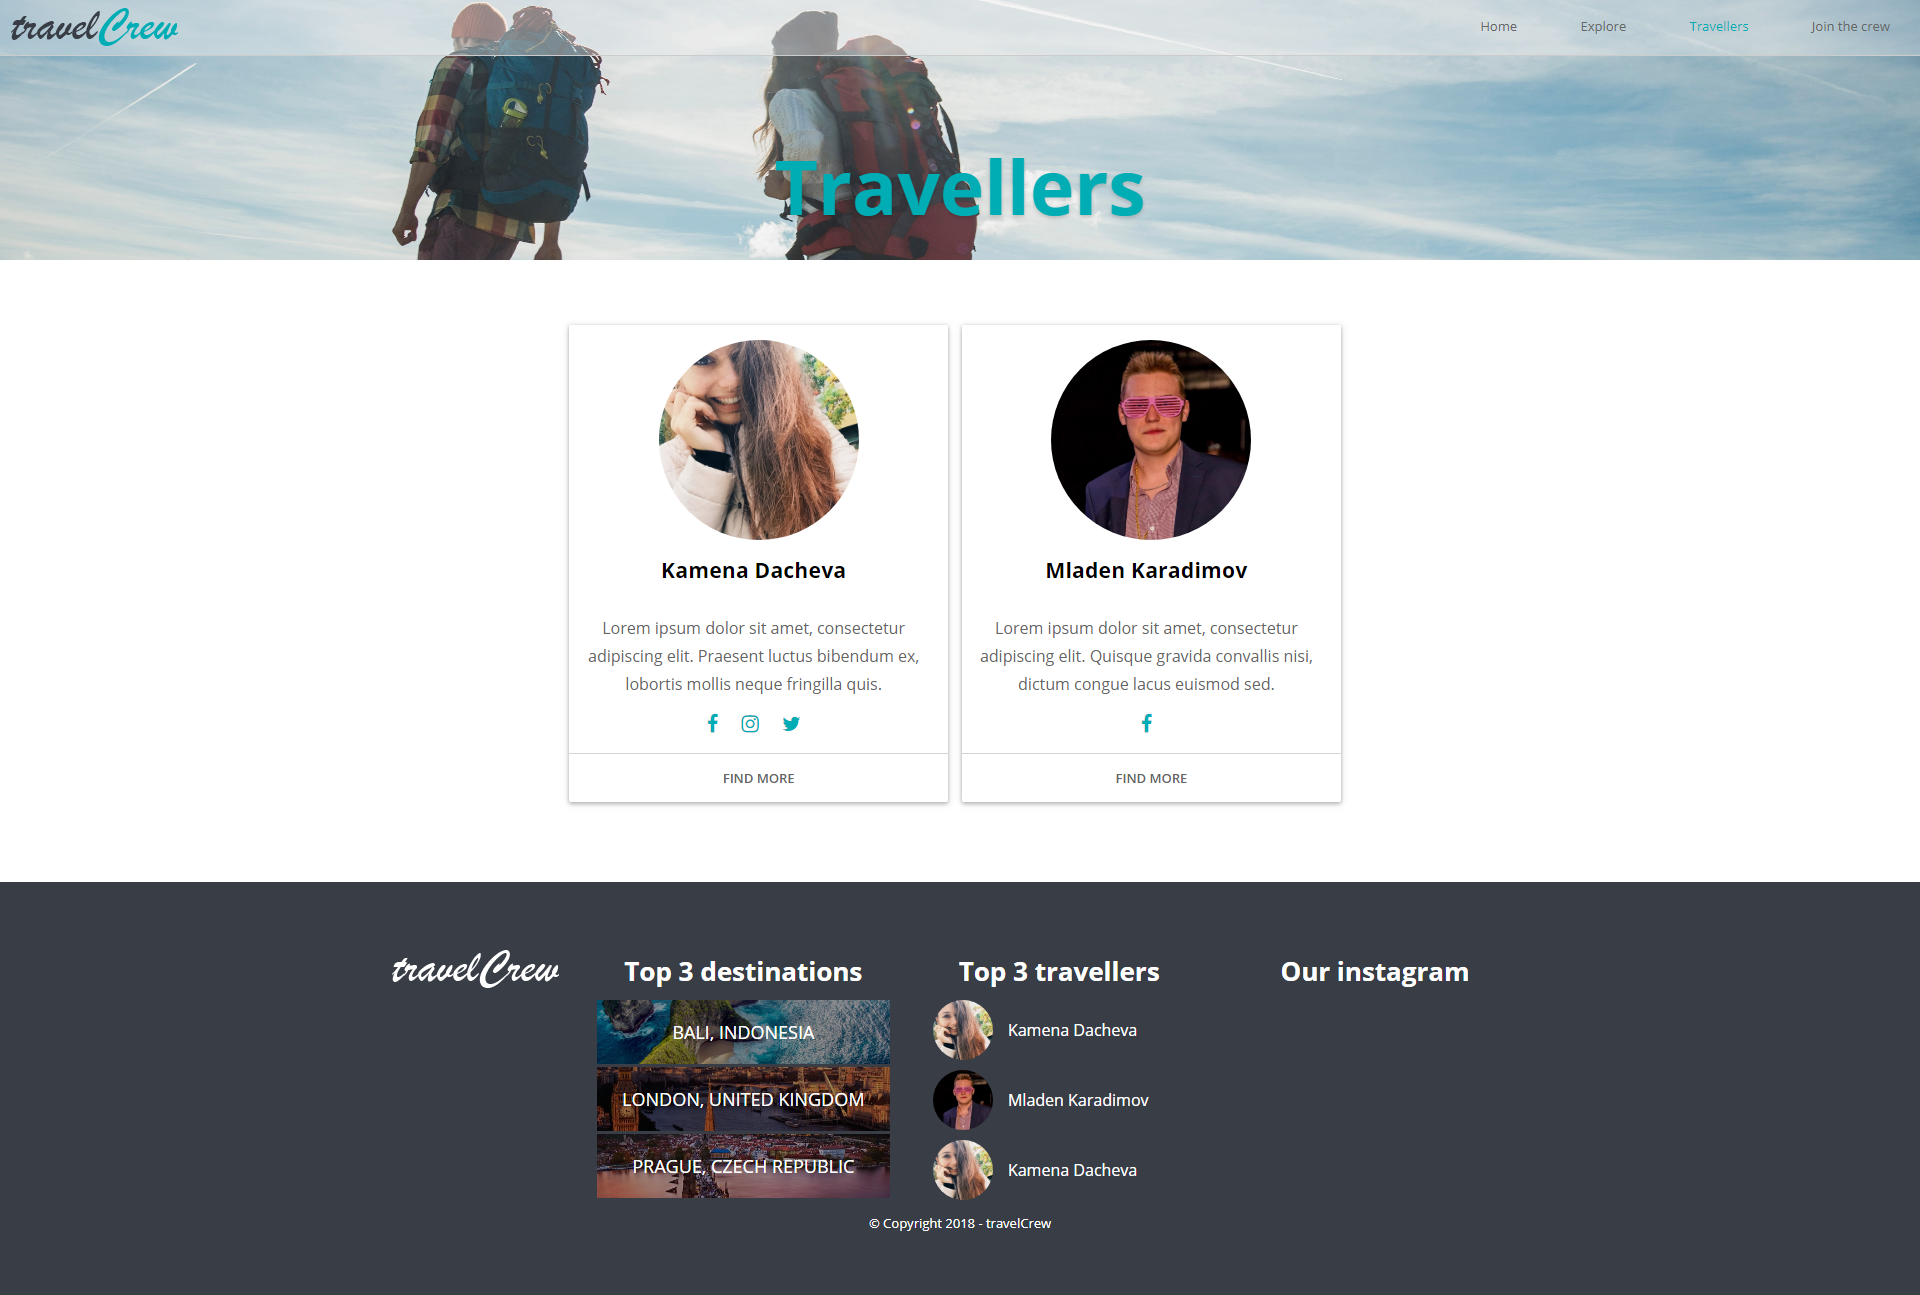 travelCrew
Home
Explore
Travellers
Join the crew
Travellers
Kamena Dacheva
Lorem ipsum dolor sit amet, consectetur
adipiscing elit. Praesent luctus bibendum ex,
lobortis mollis neque fringilla quis.
FIND MORE
Mladen Karadimov
Lorem ipsum dolor sit amet, consectetur
adipiscing elit. Quisque gravida convallis nisi,
dictum congue lacus euismod sed.
FIND MORE
travelCrew
Top 3 destinations
BALI, INDONESIA
LONDON, UNITED KINGDOM
PRAGUE, CZECH REPUBLIC
Top 3 travellers
Kamena Dacheva
Mladen Karadimov
Kamena Dacheva
Our instagram
© Copyright 2018 - travelCrew